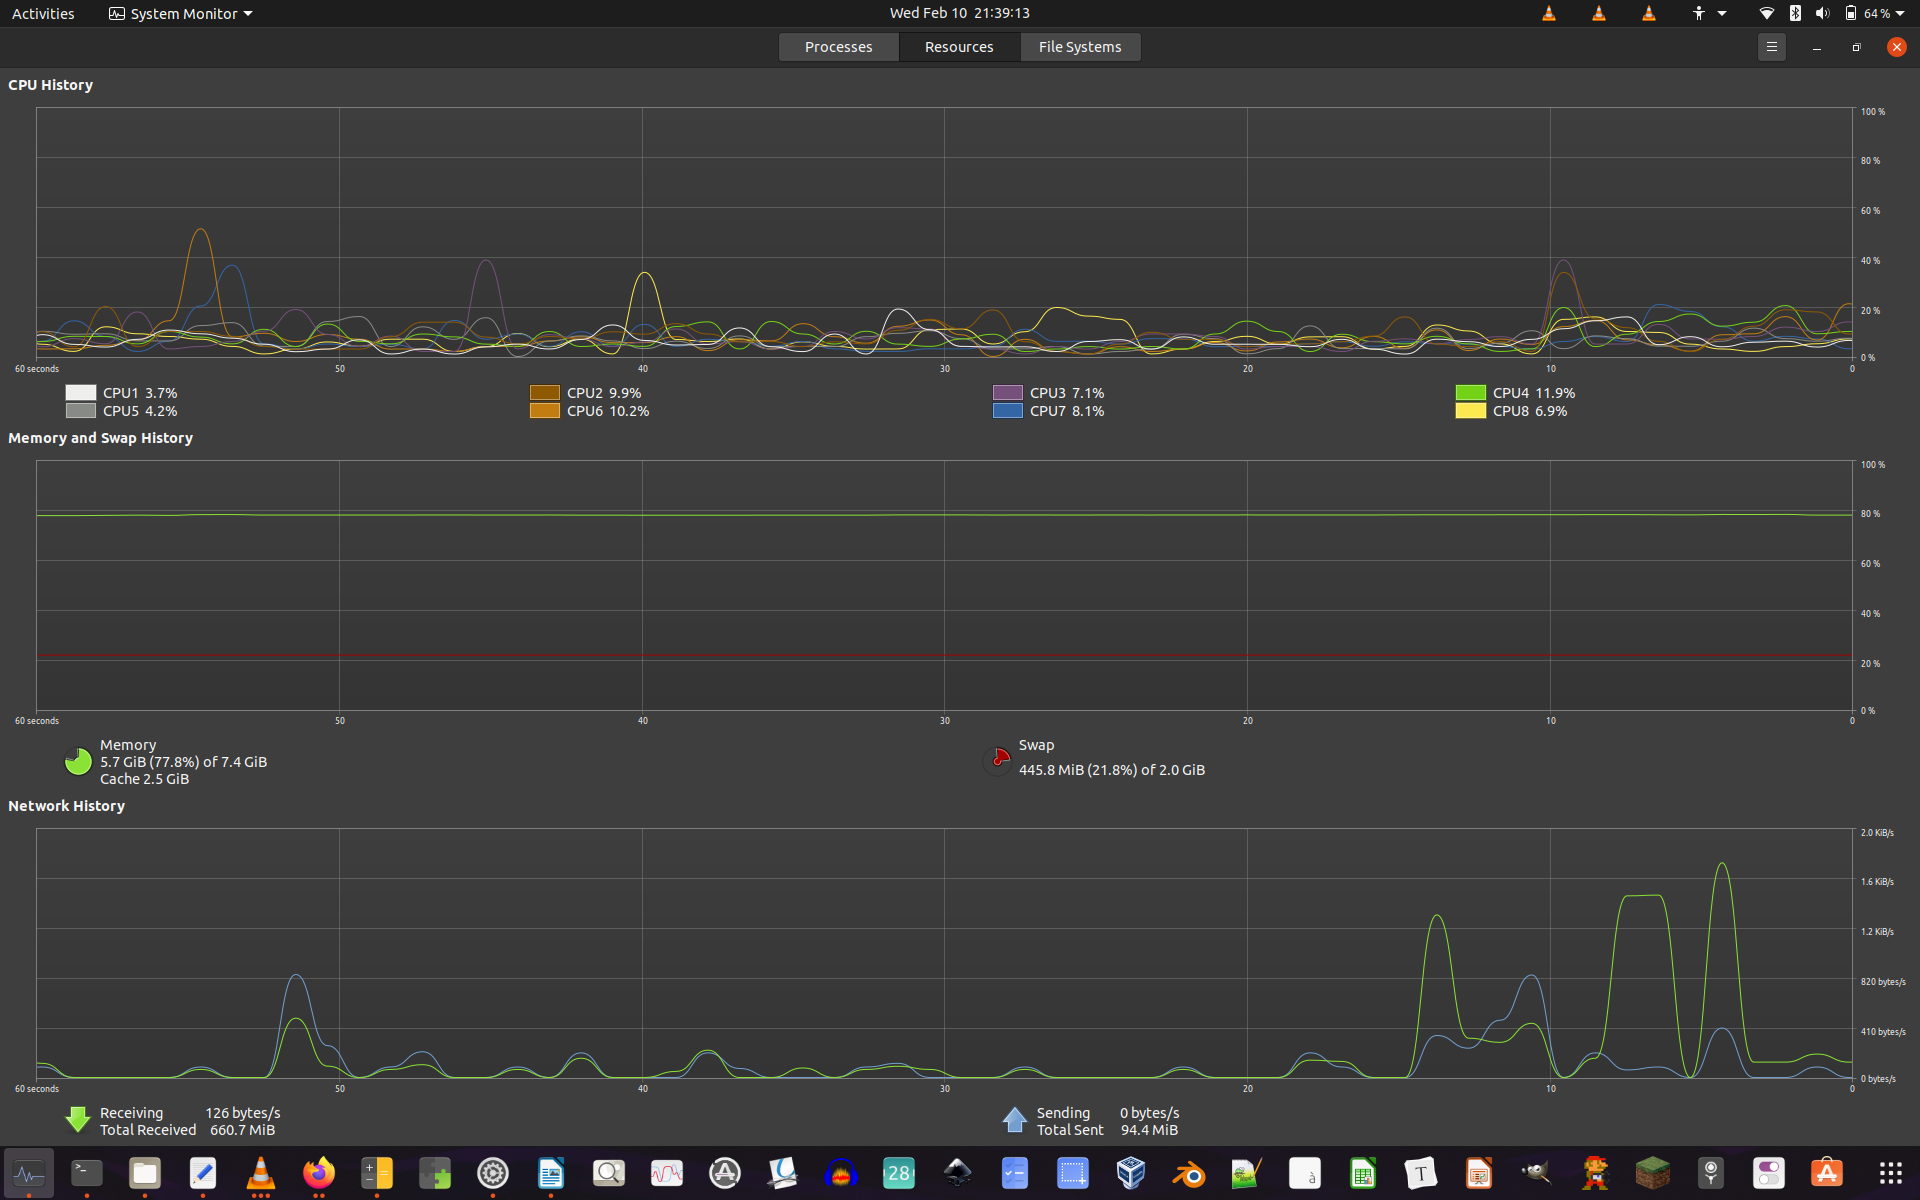 Activities System Monitor Wed Feb 10 21:39:13 64 %
Processes Resources File Systems
CPU History
100 %
80 %
60 %
40 %
20 %
0 %
60 seconds 50 40 30 20 10 0
CPU1 3.7% CPU2 9.9% CPU3 7.1% CPU4 11.9%
CPU5 4.2% CPU6 10.2% CPU7 8.1% CPU8 6.9%
Memory and Swap History
100 %
80 %
60 %
40 %
20 %
0 %
60 seconds 50 40 30 20 10 0
Memory
5.7 GiB (77.8%) of 7.4 GiB
Cache 2.5 GiB
Swap
445.8 MiB (21.8%) of 2.0 GiB
Network History
2.0 KiB/s
1.6 KiB/s
1.2 KiB/s
820 bytes/s
410 bytes/s
0 bytes/s
60 seconds 50 40 30 20 10 0
Receiving 126 bytes/s
Total Received 660.7 MiB
Sending 0 bytes/s
Total Sent 94.4 MiB
>_ 28 à T